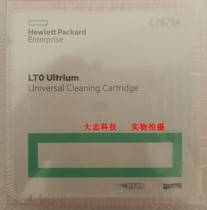 Hewlett Packard
Enterprise
C7978A
LTO Ultrium
Universal Cleaning Cartridge
大志科技 实物拍摄